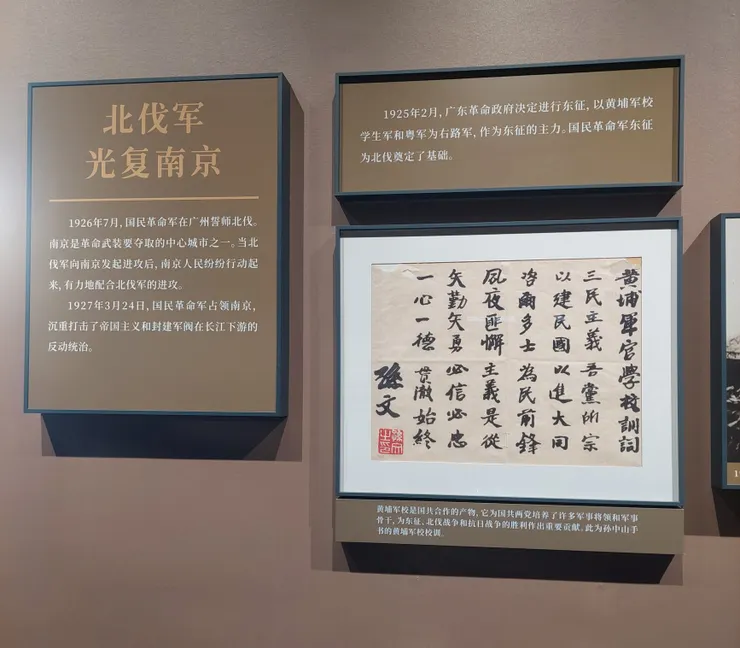 北伐军
光复南京
1926年7月，国民革命军在广州誓师北伐。
南京是革命武装要夺取的中心城市之一。当北
伐军向南京发起进攻后，南京人民纷纷行动起
来，有力地配合北伐军的进攻。
1927年3月24日，国民革命军占领南京，
沉重打击了帝国主义和封建军阀在长江下游的
反动统治。
1925年2月，广东革命政府决定进行东征，以黄埔军校
学生军和粤军为右路军，作为东征的主力。国民革命军东征
为北伐奠定了基础。
黃埔軍官學校訓詞
三民主義 吾黨所宗
以建民國 以進大同
咨爾多士 為民前鋒
夙夜匪懈 主義是從
矢勤矢勇 必信必忠
一心一德 貫徹始終
孫文
孫文之印
黄埔军校是国共合作的产物，它为国共两党培养了许多军事将领和军事
骨干，为东征、北伐战争和抗日战争的胜利作出重要贡献。此为孙中山手
书的黄埔军校校训。